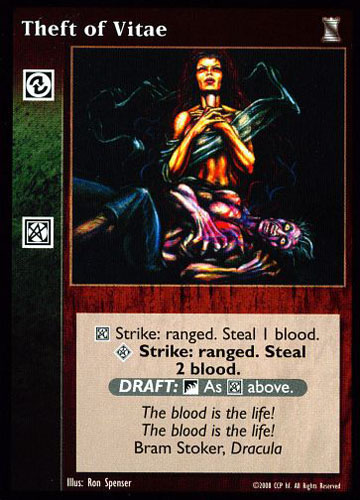 Theft of Vitae
Strike: ranged. Steal 1 blood.
Strike: ranged. Steal
2 blood.
DRAFT: As above.
The blood is the life!
The blood is the life!
Bram Stoker, Dracula
Illus: Ron Spenser
©2008 CCP hf. All Rights Reserved